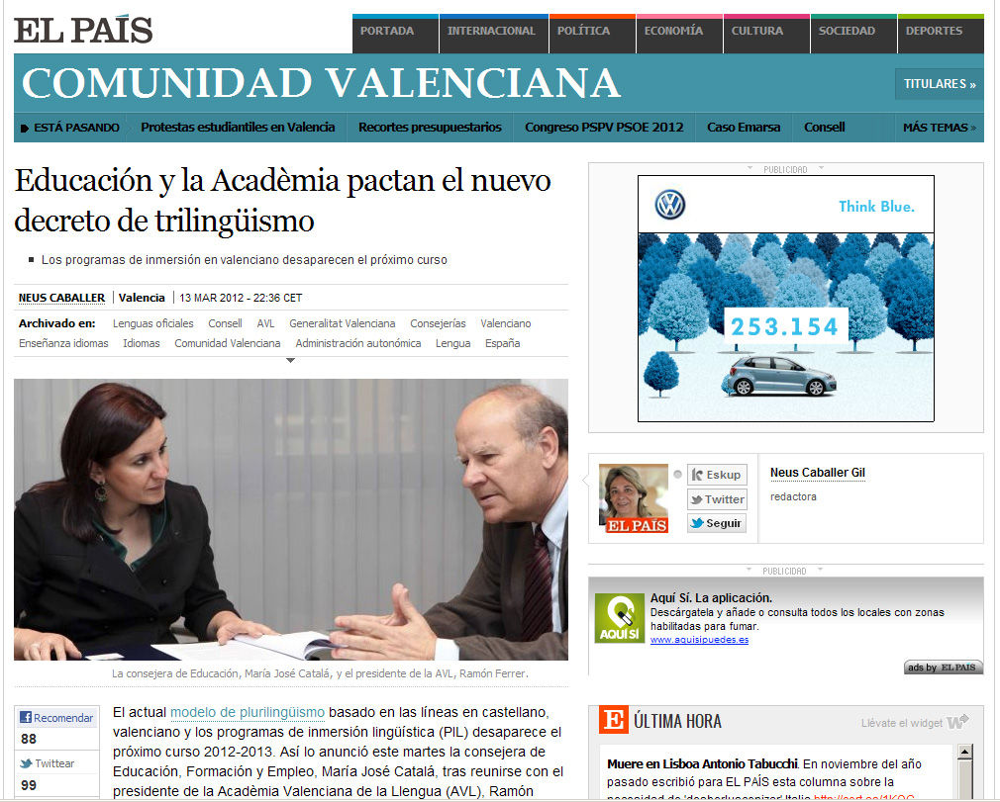 EL PAÍS
PORTADA
INTERNACIONAL
POLÍTICA
ECONOMÍA
CULTURA
SOCIEDAD
DEPORTES
COMUNIDAD VALENCIANA
TITULARES »
ESTÁ PASANDO
Protestas estudiantiles en Valencia
Recortes presupuestarios
Congreso PSPV PSOE 2012
Caso Emarsa
Consell
MÁS TEMAS »
Educación y la Acadèmia pactan el nuevo
decreto de trilingüismo
Los programas de inmersión en valenciano desaparecen el próximo curso
NEUS CABALLER | Valencia | 13 MAR 2012 - 22:36 CET
Archivado en: Lenguas oficiales Consell AVL Generalitat Valenciana Consejerías Valenciano
Enseñanza idiomas Idiomas Comunidad Valenciana Administración autonómica Lengua España
La consejera de Educación, María José Catalá, y el presidente de la AVL, Ramón Ferrer.
Recomendar
88
Twittear
99
El actual modelo de plurilingüismo basado en las líneas en castellano,
valenciano y los programas de inmersión lingüística (PIL) desaparece el
próximo curso 2012-2013. Así lo anunció este martes la consejera de
Educación, Formación y Empleo, María José Catalá, tras reunirse con el
presidente de la Acadèmia Valenciana de la Llengua (AVL), Ramón
PUBLICIDAD
Think Blue.
253.154
EL PAÍS
Eskup
Twitter
Seguir
Neus Caballer Gil
redactora
PUBLICIDAD
AQUÍ SÍ
Aquí Sí. La aplicación.
Descárgatela y añade o consulta todos los locales con zonas
habilitadas para fumar.
www.aquisipuedes.es
ads by EL PAIS
E ÚLTIMA HORA
Llévate el widget
Muere en Lisboa Antonio Tabucchi. En noviembre del año
pasado escribió para EL PAÍS esta columna sobre la